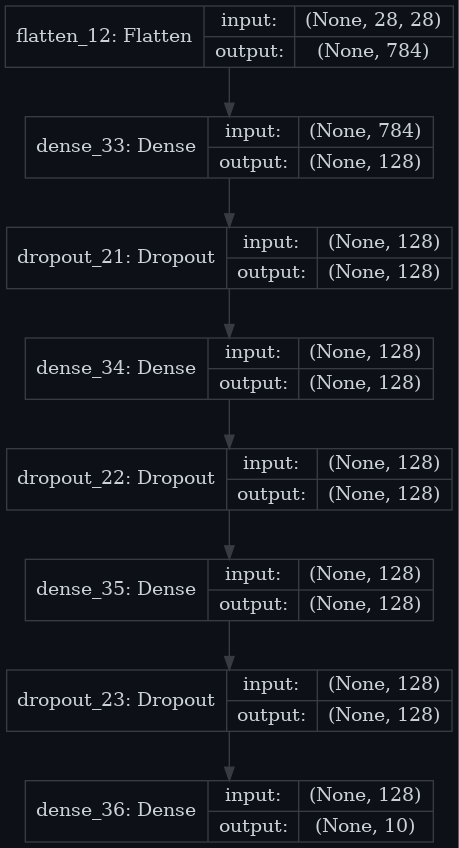 flatten_12: Flatten
input: (None, 28, 28)
output: (None, 784)
dense_33: Dense
input: (None, 784)
output: (None, 128)
dropout_21: Dropout
input: (None, 128)
output: (None, 128)
dense_34: Dense
input: (None, 128)
output: (None, 128)
dropout_22: Dropout
input: (None, 128)
output: (None, 128)
dense_35: Dense
input: (None, 128)
output: (None, 128)
dropout_23: Dropout
input: (None, 128)
output: (None, 128)
dense_36: Dense
input: (None, 128)
output: (None, 10)